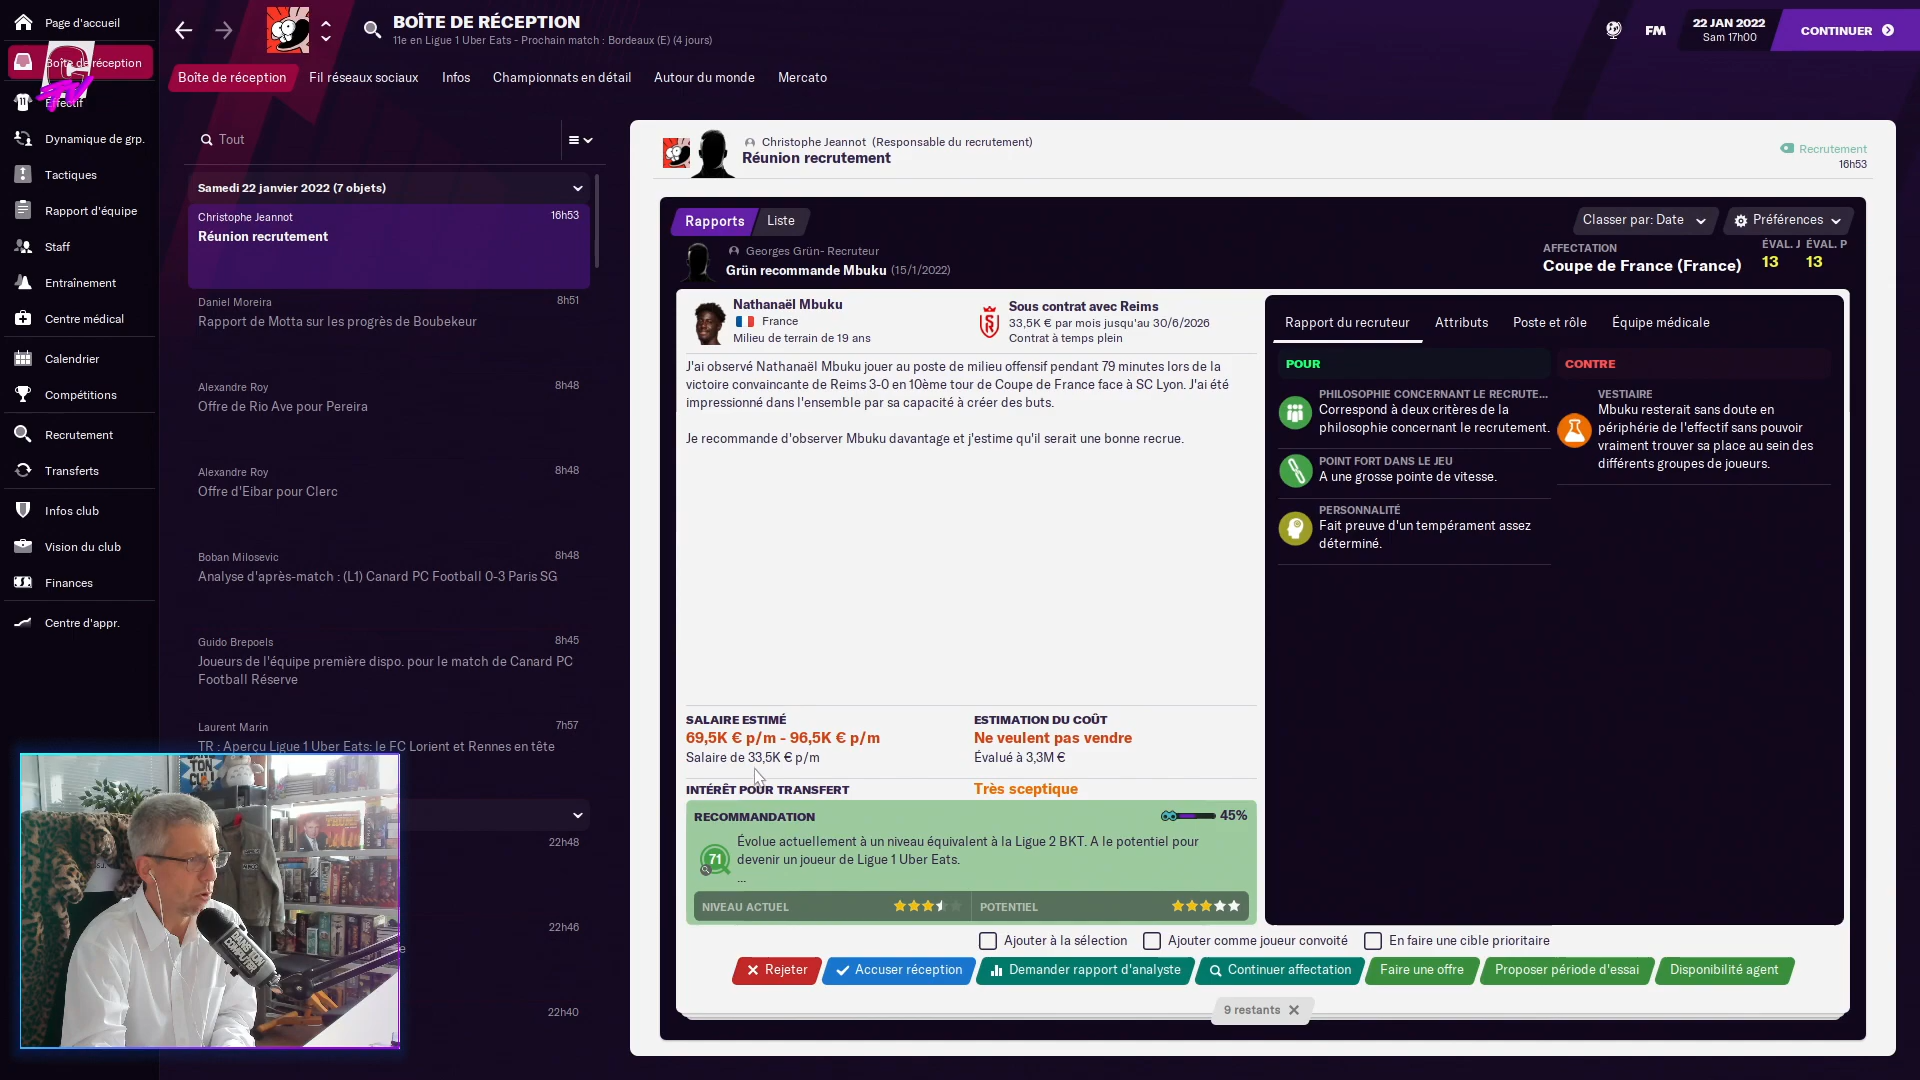 Page d'accueil
Boîte de réception
Effectif
Dynamique de grp.
Tactiques
Rapport d'équipe
Staff
Entraînement
Centre médical
Calendrier
Compétitions
Recrutement
Transferts
Infos club
Vision du club
Finances
Centre d'appr.
BOÎTE DE RÉCEPTION
11e en Ligue 1 Uber Eats - Prochain match : Bordeaux (E) (4 jours)
FM
22 JAN 2022
Sam 17h00
CONTINUER
Boîte de réception
Fil réseaux sociaux
Infos
Championnats en détail
Autour du monde
Mercato
Tout
Samedi 22 janvier 2022 (7 objets)
Christophe Jeannot 16h53
Réunion recrutement
Daniel Moreira 8h51
Rapport de Motta sur les progrès de Boubekeur
Alexandre Roy 8h48
Offre de Rio Ave pour Pereira
Alexandre Roy 8h48
Offre d'Eibar pour Clerc
Boban Milosevic 8h48
Analyse d'après-match : (L1) Canard PC Football 0-3 Paris SG
Guido Brepoels 8h45
Joueurs de l'équipe première dispo. pour le match de Canard PC
Football Réserve
Laurent Marin 7h57
TR : Aperçu Ligue 1 Uber Eats: le FC Lorient et Rennes en tête
22h48
22h46
22h40
Christophe Jeannot (Responsable du recrutement)
Réunion recrutement
Recrutement
16h53
Rapports
Liste
Classer par: Date
Préférences
Georges Grün- Recruteur
Grün recommande Mbuku (15/1/2022)
AFFECTATION
Coupe de France (France)
ÉVAL. J ÉVAL. P
13 13
Nathanaël Mbuku
France
Milieu de terrain de 19 ans
Sous contrat avec Reims
33,5K € par mois jusqu'au 30/6/2026
Contrat à temps plein
J'ai observé Nathanaël Mbuku jouer au poste de milieu offensif pendant 79 minutes lors de la
victoire convaincante de Reims 3-0 en 10ème tour de Coupe de France face à SC Lyon. J'ai été
impressionné dans l'ensemble par sa capacité à créer des buts.
Je recommande d'observer Mbuku davantage et j'estime qu'il serait une bonne recrue.
SALAIRE ESTIMÉ
69,5K € p/m - 96,5K € p/m
Salaire de 33,5K € p/m
ESTIMATION DU COÛT
Ne veulent pas vendre
Évalué à 3,3M €
INTÉRÊT POUR TRANSFERT
Très sceptique
RECOMMANDATION
45%
71
Évolue actuellement à un niveau équivalent à la Ligue 2 BKT. A le potentiel pour
devenir un joueur de Ligue 1 Uber Eats.
...
NIVEAU ACTUEL
POTENTIEL
Rapport du recruteur
Attributs
Poste et rôle
Équipe médicale
POUR
PHILOSOPHIE CONCERNANT LE RECRUTE...
Correspond à deux critères de la
philosophie concernant le recrutement.
POINT FORT DANS LE JEU
A une grosse pointe de vitesse.
PERSONNALITÉ
Fait preuve d'un tempérament assez
déterminé.
CONTRE
VESTIAIRE
Mbuku resterait sans doute en
périphérie de l'effectif sans pouvoir
vraiment trouver sa place au sein des
différents groupes de joueurs.
Ajouter à la sélection
Ajouter comme joueur convoité
En faire une cible prioritaire
Rejeter
Accuser réception
Demander rapport d'analyste
Continuer affectation
Faire une offre
Proposer période d'essai
Disponibilité agent
9 restants